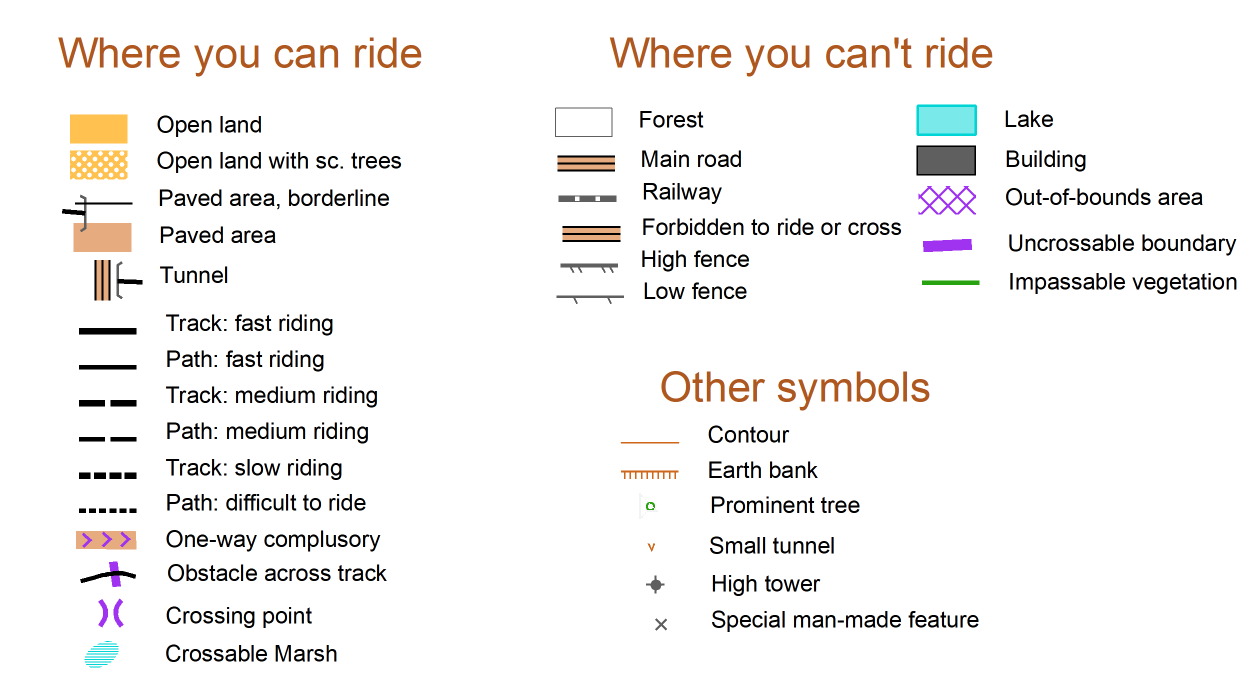 Where you can ride
Open land
Open land with sc. trees
Paved area, borderline
Paved area
Tunnel
Track: fast riding
Path: fast riding
Track: medium riding
Path: medium riding
Track: slow riding
Path: difficult to ride
One-way complusory
Obstacle across track
Crossing point
Crossable Marsh
Where you can't ride
Forest
Main road
Railway
Forbidden to ride or cross
High fence
Low fence
Lake
Building
Out-of-bounds area
Uncrossable boundary
Impassable vegetation
Other symbols
Contour
Earth bank
Prominent tree
Small tunnel
High tower
Special man-made feature